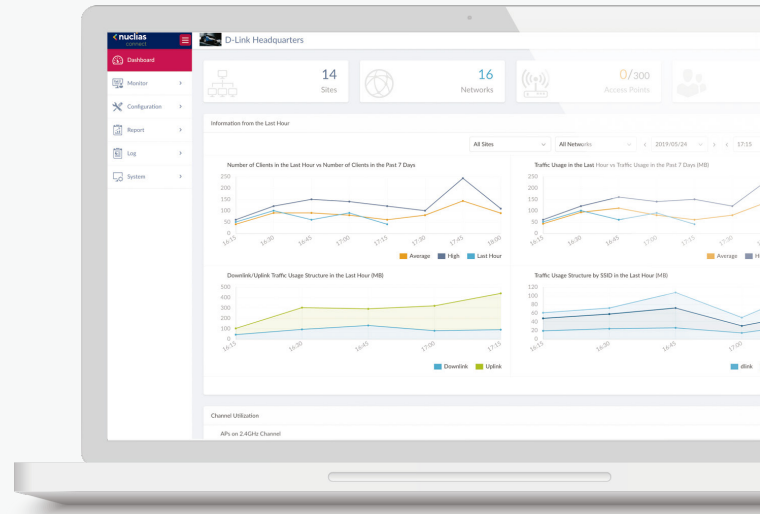 nuclias
connect
D-Link Headquarters
Dashboard
Monitor
Configuration
Report
Log
System
14
Sites
16
Networks
0/300
Access Points
Information from the Last Hour
All Sites
All Networks
2019/05/24
17:15
Number of Clients in the Last Hour vs Number of Clients in the Past 7 Days
250
200
150
100
50
0
16:15 16:30 16:45 17:00 17:15 17:30 17:45 18:00
Average High Last Hour
Traffic Usage in the Last Hour vs Traffic Usage in the Past 7 Days (MB)
250
200
150
100
50
0
16:15 16:30 16:45 17:00 17:15 17:30
Average
Downlink/Uplink Traffic Usage Structure in the Last Hour (MB)
500
400
300
200
100
0
16:15 16:30 16:45 17:00 17:15
Downlink Uplink
Traffic Usage Structure by SSID in the Last Hour (MB)
120
100
80
60
40
20
0
16:15 16:30 16:45 17:00
dlink
Channel Utilization
APs on 2.4GHz Channel